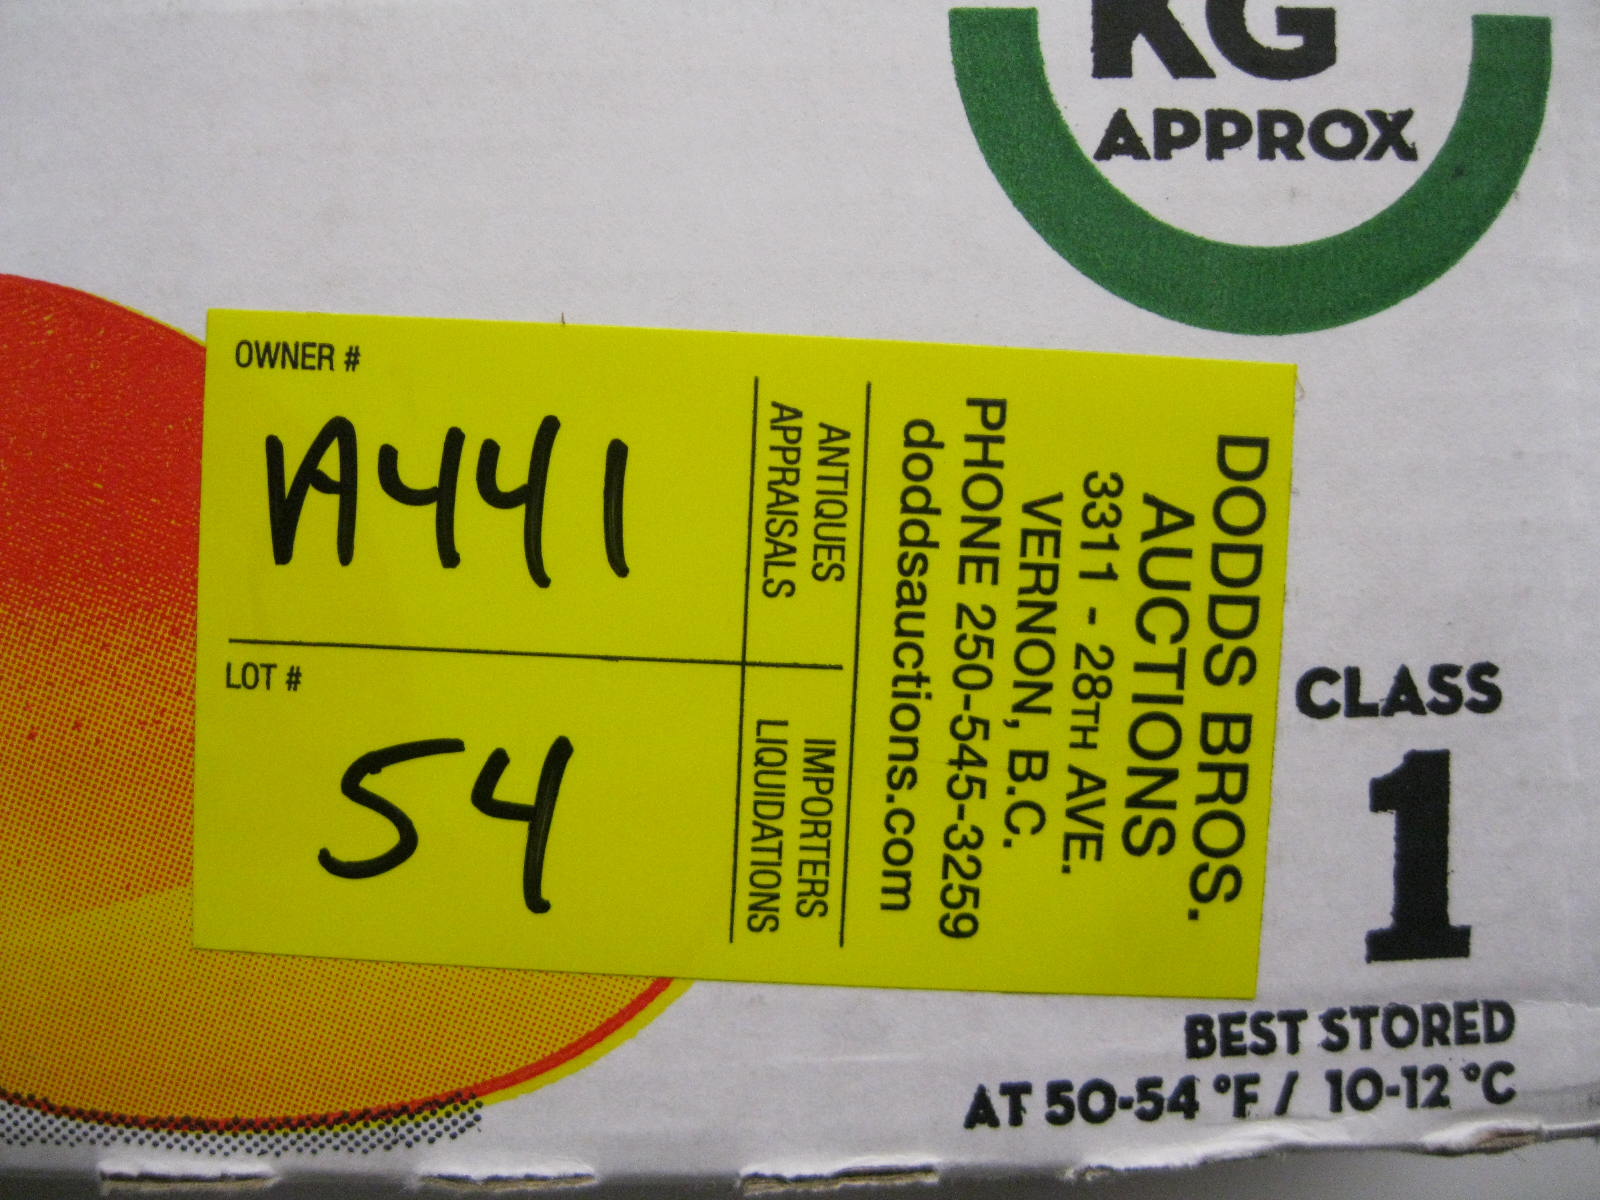 KG
APPROX
OWNER #
A441
LOT #
54
ANTIQUES
APPRAISALS
IMPORTERS
LIQUIDATIONS
DODDS BROS.
AUCTIONS
3311 - 28TH AVE.
VERNON, B.C.
PHONE 250-545-3259
doddsauctions.com
CLASS
1
BEST STORED
AT 50-54 °F / 10-12 °C